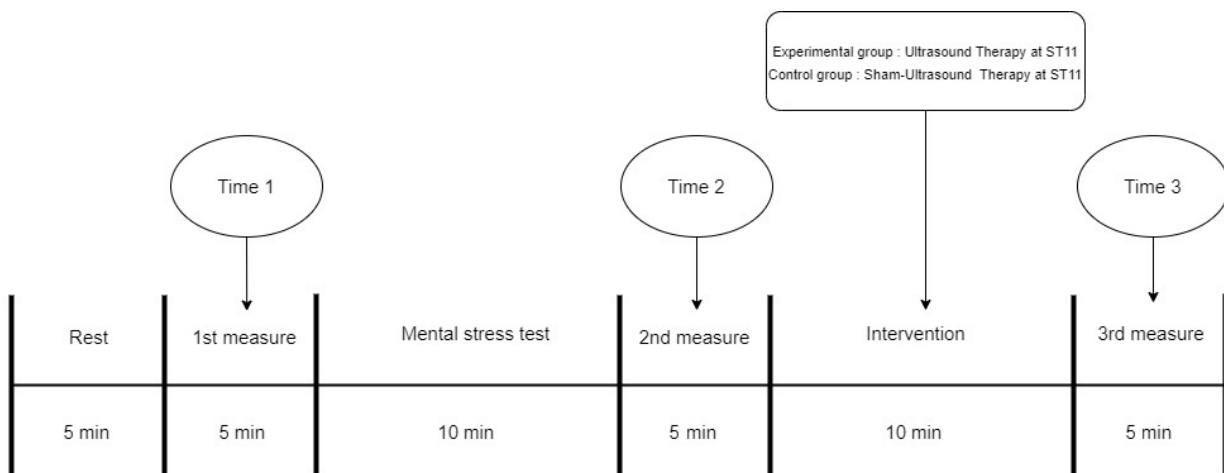 Experimental group : Ultrasound Therapy at ST11
Control group : Sham-Ultrasound Therapy at ST11
Time 1
Time 2
Time 3
Rest
1st measure
Mental stress test
2nd measure
Intervention
3rd measure
5 min
5 min
10 min
5 min
10 min
5 min